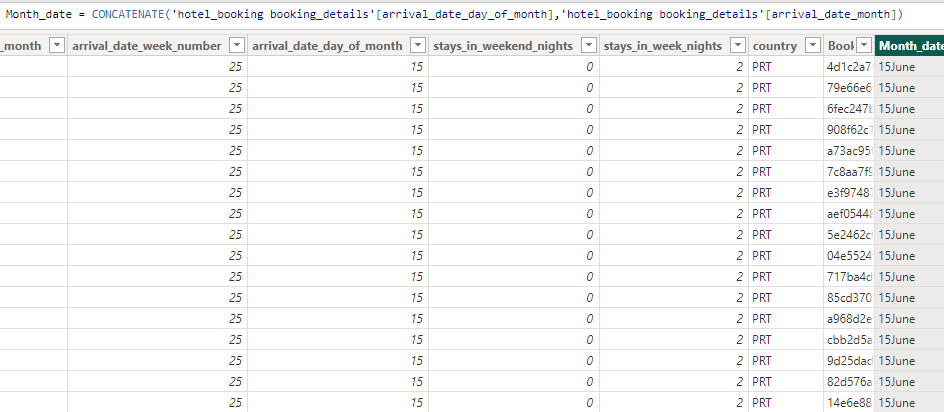 Month_date = CONCATENATE('hotel_booking booking_details'[arrival_date_day_of_month],'hotel_booking booking_details'[arrival_date_month])
_month arrival_date_week_number arrival_date_day_of_month stays_in_weekend_nights stays_in_week_nights country Book Month_date
25 15 0 2 PRT 4d1c2a7 15June
25 15 0 2 PRT 79e66e6 15June
25 15 0 2 PRT 6fec247b 15June
25 15 0 2 PRT 908f62c1 15June
25 15 0 2 PRT a73ac95 15June
25 15 0 2 PRT 7c8aa7f9 15June
25 15 0 2 PRT e3f97487 15June
25 15 0 2 PRT aef05448 15June
25 15 0 2 PRT 5e2462c 15June
25 15 0 2 PRT 04e5524 15June
25 15 0 2 PRT 717ba4d 15June
25 15 0 2 PRT 85cd370 15June
25 15 0 2 PRT a968d2e 15June
25 15 0 2 PRT cbb2d5a 15June
25 15 0 2 PRT 9d25dac 15June
25 15 0 2 PRT 82d576a 15June
25 15 0 2 PRT 14e6e88 15June